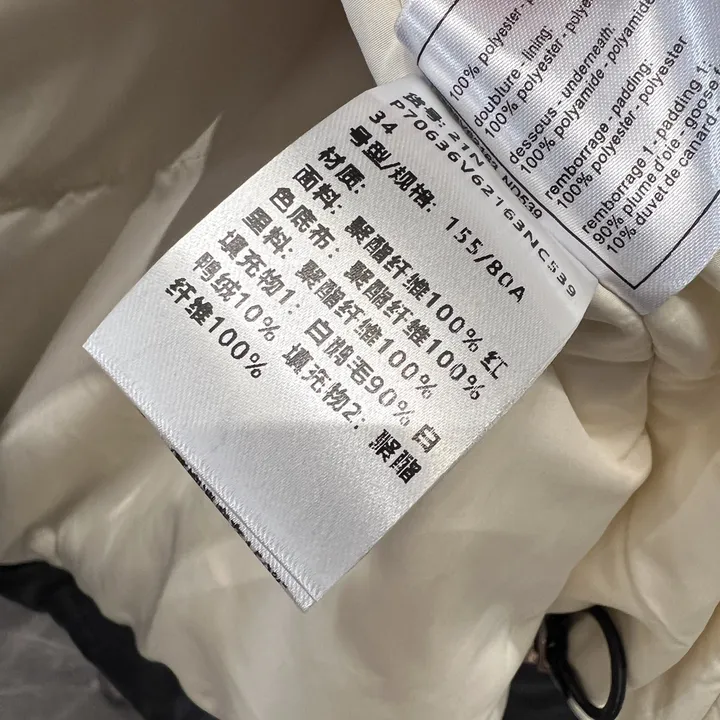 100% polyester - polyes
doublure - lining:
100% polyester - polyester
dessous - underneath:
100% polyamide - polyamide
remborrage - padding:
100% polyester - polyester
remborrage 1 - padding 1:
90% plume d'oie - goose
10% duvet de canard
货号: 21N ND539
P70636V62163NC539
34
号型/规格: 155/80A
材质:
面料: 聚酯纤维100% 红
色底布: 聚酯纤维100%
里料: 聚酯纤维100%
填充物1: 白鹅毛90% 白
鸭绒10% 填充物2: 聚酯
纤维100%